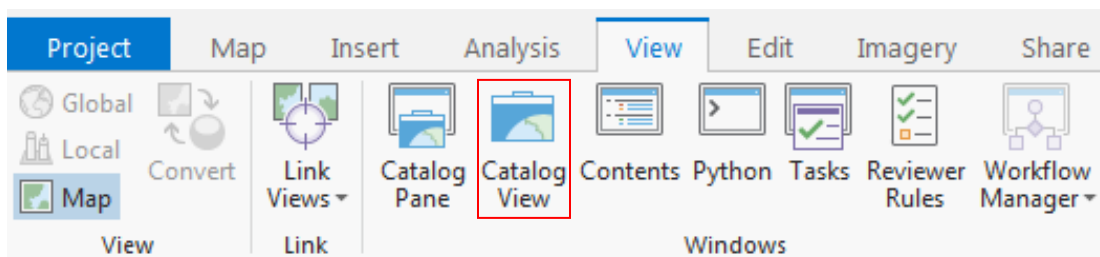 Project Map Insert Analysis View Edit Imagery Share
Global
Local
Map
Convert
Link
Views
Catalog
Pane
Catalog
View
Contents
Python
Tasks
Reviewer
Rules
Workflow
Manager
View
Link
Windows